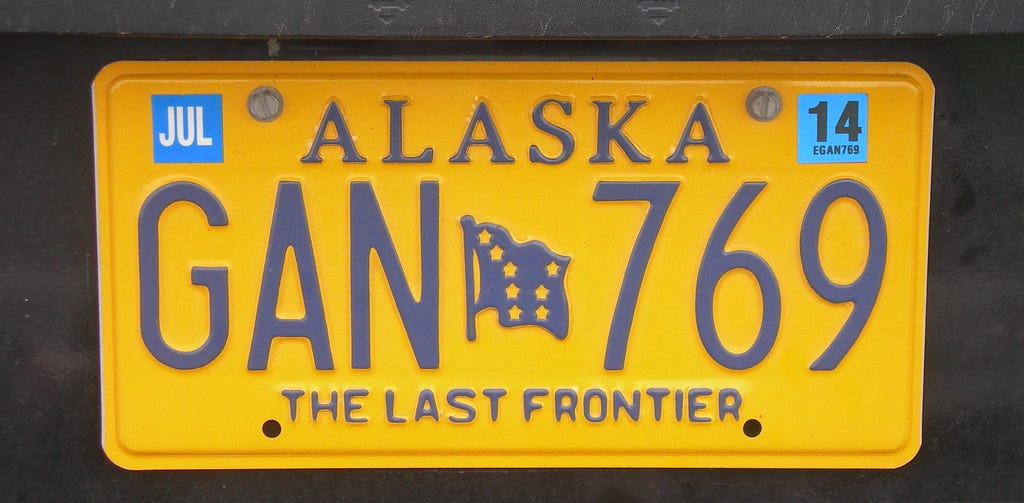 JUL
ALASKA
14
EGAN769
GAN 769
THE LAST FRONTIER